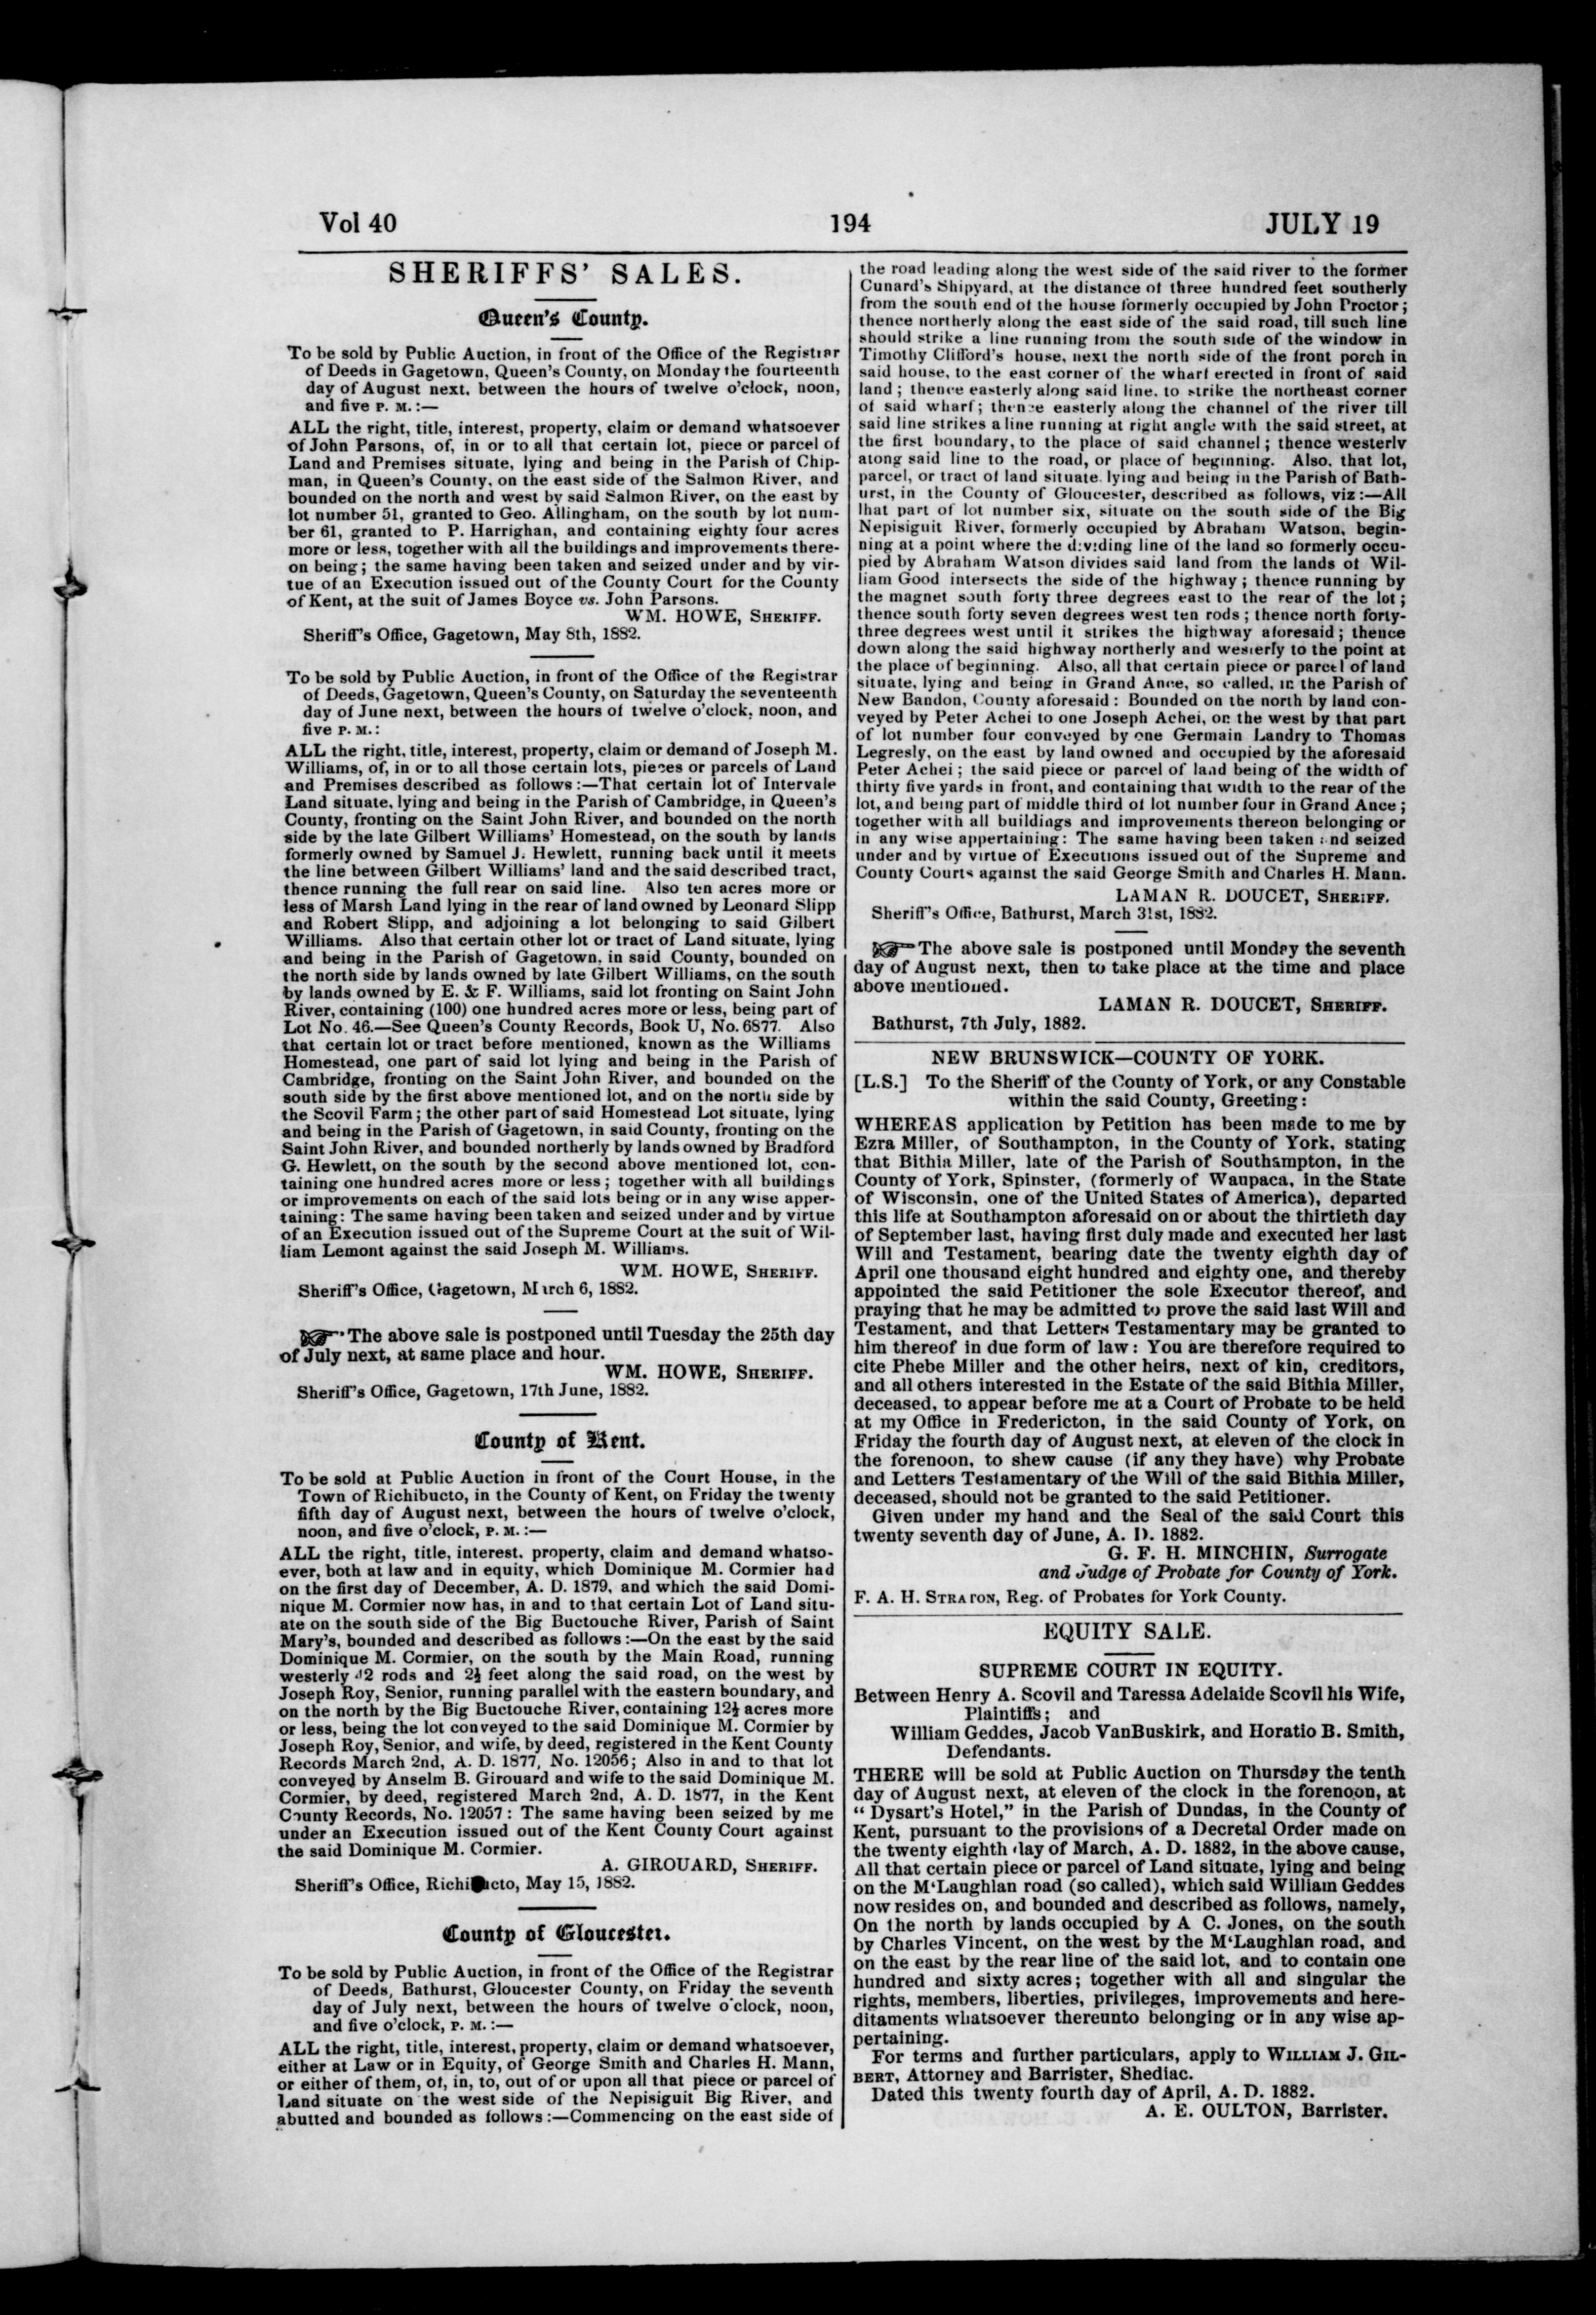 Vol 40
194
JULY 19
SHERIFFS' SALES.
Queen's County.
To be sold by Public Auction, in front of the Office of the Registrar
of Deeds in Gagetown, Queen's County, on Monday the fourteenth
day of August next, between the hours of twelve o'clock, noon,
and five P. M.:—
ALL the right, title, interest, property, claim or demand whatsoever
of John Parsons, of, in or to all that certain lot, piece or parcel of
Land and Premises situate, lying and being in the Parish of Chip-
man, in Queen's County, on the east side of the Salmon River, and
bounded on the north and west by said Salmon River, on the east by
lot number 51, granted to Geo. Allingham, on the south by lot num-
ber 61, granted to P. Harrighan, and containing eighty four acres
more or less, together with all the buildings and improvements there-
on being; the same having been taken and seized under and by vir-
tue of an Execution issued out of the County Court for the County
of Kent, at the suit of James Boyce vs. John Parsons.
WM. HOWE, SHERIFF.
Sheriff's Office, Gagetown, May 8th, 1882.
To be sold by Public Auction, in front of the Office of the Registrar
of Deeds, Gagetown, Queen's County, on Saturday the seventeenth
day of June next, between the hours of twelve o'clock, noon, and
five P. M.:
ALL the right, title, interest, property, claim or demand of Joseph M.
Williams, of, in or to all those certain lots, pieces or parcels of Land
and Premises described as follows:—That certain lot of Intervale
Land situate, lying and being in the Parish of Cambridge, in Queen's
County, fronting on the Saint John River, and bounded on the north
side by the late Gilbert Williams' Homestead, on the south by lands
formerly owned by Samuel J. Hewlett, running back until it meets
the line between Gilbert Williams' land and the said described tract,
thence running the full rear on said line. Also ten acres more or
less of Marsh Land lying in the rear of land owned by Leonard Slipp
and Robert Slipp, and adjoining a lot belonging to said Gilbert
Williams. Also that certain other lot or tract of Land situate, lying
and being in the Parish of Gagetown, in said County, bounded on
the north side by lands owned by late Gilbert Williams, on the south
by lands owned by E. & F. Williams, said lot fronting on Saint John
River, containing (100) one hundred acres more or less, being part of
Lot No. 46.—See Queen's County Records, Book U, No. 6877. Also
that certain lot or tract before mentioned, known as the Williams
Homestead, one part of said lot lying and being in the Parish of
Cambridge, fronting on the Saint John River, and bounded on the
south side by the first above mentioned lot, and on the north side by
the Scovil Farm; the other part of said Homestead Lot situate, lying
and being in the Parish of Gagetown, in said County, fronting on the
Saint John River, and bounded northerly by lands owned by Bradford
G. Hewlett, on the south by the second above mentioned lot, con-
taining one hundred acres more or less; together with all buildings
or improvements on each of the said lots being or in any wise apper-
taining: The same having been taken and seized under and by virtue
of an Execution issued out of the Supreme Court at the suit of Wil-
liam Lemont against the said Joseph M. Williams.
WM. HOWE, SHERIFF.
Sheriff's Office, Gagetown, March 6, 1882.
The above sale is postponed until Tuesday the 25th day
of July next, at same place and hour.
WM. HOWE, SHERIFF.
Sheriff's Office, Gagetown, 17th June, 1882.
County of Kent.
To be sold at Public Auction in front of the Court House, in the
Town of Richibucto, in the County of Kent, on Friday the twenty
fifth day of August next, between the hours of twelve o'clock,
noon, and five o'clock, P. M.:—
ALL the right, title, interest, property, claim and demand whatso-
ever, both at law and in equity, which Dominique M. Cormier had
on the first day of December, A. D. 1879, and which the said Domi-
nique M. Cormier now has, in and to that certain Lot of Land situ-
ate on the south side of the Big Buctouche River, Parish of Saint
Mary's, bounded and described as follows:—On the east by the said
Dominique M. Cormier, on the south by the Main Road, running
westerly 12 rods and 2½ feet along the said road, on the west by
Joseph Roy, Senior, running parallel with the eastern boundary, and
on the north by the Big Buctouche River, containing 12½ acres more
or less, being the lot conveyed to the said Dominique M. Cormier by
Joseph Roy, Senior, and wife, by deed, registered in the Kent County
Records March 2nd, A. D. 1877, No. 12056; Also in and to that lot
conveyed by Anselm B. Girouard and wife to the said Dominique M.
Cormier, by deed, registered March 2nd, A. D. 1877, in the Kent
County Records, No. 12057: The same having been seized by me
under an Execution issued out of the Kent County Court against
the said Dominique M. Cormier.
A. GIROUARD, SHERIFF.
Sheriff's Office, Richibucto, May 15, 1882.
County of Gloucester.
To be sold by Public Auction, in front of the Office of the Registrar
of Deeds, Bathurst, Gloucester County, on Friday the seventh
day of July next, between the hours of twelve o'clock, noon,
and five o'clock, P. M.:—
ALL the right, title, interest, property, claim or demand whatsoever,
either at Law or in Equity, of George Smith and Charles H. Mann,
or either of them, of, in, to, out of or upon all that piece or parcel of
Land situate on the west side of the Nepisiguit Big River, and
abutted and bounded as follows:—Commencing on the east side of
the road leading along the west side of the said river to the former
Cunard's Shipyard, at the distance of three hundred feet southerly
from the south end of the house formerly occupied by John Proctor;
thence northerly along the east side of the said road, till such line
should strike a line running from the south side of the window in
Timothy Clifford's house, next the north side of the front porch in
said house, to the east corner of the wharf erected in front of said
land; thence easterly along said line, to strike the northeast corner
of said wharf; thence easterly along the channel of the river till
said line strikes a line running at right angle with the said street, at
the first boundary, to the place of said channel; thence westerly
along said line to the road, or place of beginning. Also, that lot,
parcel, or tract of land situate, lying and being in the Parish of Bath-
urst, in the County of Gloucester, described as follows, viz:—All
that part of lot number six, situate on the south side of the Big
Nepisiguit River, formerly occupied by Abraham Watson, begin-
ning at a point where the dividing line of the land so formerly occu-
pied by Abraham Watson divides said land from the lands of Wil-
liam Good intersects the side of the highway; thence running by
the magnet south forty three degrees east to the rear of the lot;
thence south forty seven degrees west ten rods; thence north forty-
three degrees west until it strikes the highway aforesaid; thence
down along the said highway northerly and westerly to the point at
the place of beginning. Also, all that certain piece or parcel of land
situate, lying and being in Grand Ance, so called, in the Parish of
New Bandon, County aforesaid: Bounded on the north by land con-
veyed by Peter Achei to one Joseph Achei, on the west by that part
of lot number four conveyed by one Germain Landry to Thomas
Legresly, on the east by land owned and occupied by the aforesaid
Peter Achei; the said piece or parcel of land being of the width of
thirty five yards in front, and containing that width to the rear of the
lot, and being part of middle third of lot number four in Grand Ance;
together with all buildings and improvements thereon belonging or
in any wise appertaining: The same having been taken and seized
under and by virtue of Executions issued out of the Supreme and
County Courts against the said George Smith and Charles H. Mann.
LAMAN R. DOUCET, SHERIFF.
Sheriff's Office, Bathurst, March 31st, 1882.
The above sale is postponed until Monday the seventh
day of August next, then to take place at the time and place
above mentioned.
LAMAN R. DOUCET, SHERIFF.
Bathurst, 7th July, 1882.
NEW BRUNSWICK—COUNTY OF YORK.
[L.S.] To the Sheriff of the County of York, or any Constable
within the said County, Greeting:
WHEREAS application by Petition has been made to me by
Ezra Miller, of Southampton, in the County of York, stating
that Bithia Miller, late of the Parish of Southampton, in the
County of York, Spinster, (formerly of Waupaca, in the State
of Wisconsin, one of the United States of America), departed
this life at Southampton aforesaid on or about the thirtieth day
of September last, having first duly made and executed her last
Will and Testament, bearing date the twenty eighth day of
April one thousand eight hundred and eighty one, and thereby
appointed the said Petitioner the sole Executor thereof, and
praying that he may be admitted to prove the said last Will and
Testament, and that Letters Testamentary may be granted to
him thereof in due form of law: You are therefore required to
cite Phebe Miller and the other heirs, next of kin, creditors,
and all others interested in the Estate of the said Bithia Miller,
deceased, to appear before me at a Court of Probate to be held
at my Office in Fredericton, in the said County of York, on
Friday the fourth day of August next, at eleven of the clock in
the forenoon, to shew cause (if any they have) why Probate
and Letters Testamentary of the Will of the said Bithia Miller,
deceased, should not be granted to the said Petitioner.
Given under my hand and the Seal of the said Court this
twenty seventh day of June, A. D. 1882.
G. F. H. MINCHIN, Surrogate
and Judge of Probate for County of York.
F. A. H. STRATON, Reg. of Probates for York County.
EQUITY SALE.
SUPREME COURT IN EQUITY.
Between Henry A. Scovil and Taressa Adelaide Scovil his Wife,
Plaintiffs; and
William Geddes, Jacob VanBuskirk, and Horatio B. Smith,
Defendants.
THERE will be sold at Public Auction on Thursday the tenth
day of August next, at eleven of the clock in the forenoon, at
"Dysart's Hotel," in the Parish of Dundas, in the County of
Kent, pursuant to the provisions of a Decretal Order made on
the twenty eighth day of March, A. D. 1882, in the above cause,
All that certain piece or parcel of Land situate, lying and being
on the M'Laughlan road (so called), which said William Geddes
now resides on, and bounded and described as follows, namely,
On the north by lands occupied by A C. Jones, on the south
by Charles Vincent, on the west by the M'Laughlan road, and
on the east by the rear line of the said lot, and to contain one
hundred and sixty acres; together with all and singular the
rights, members, liberties, privileges, improvements and here-
ditaments whatsoever thereunto belonging or in any wise ap-
pertaining.
For terms and further particulars, apply to WILLIAM J. GIL-
BERT, Attorney and Barrister, Shediac.
Dated this twenty fourth day of April, A. D. 1882.
A. E. OULTON, Barrister.